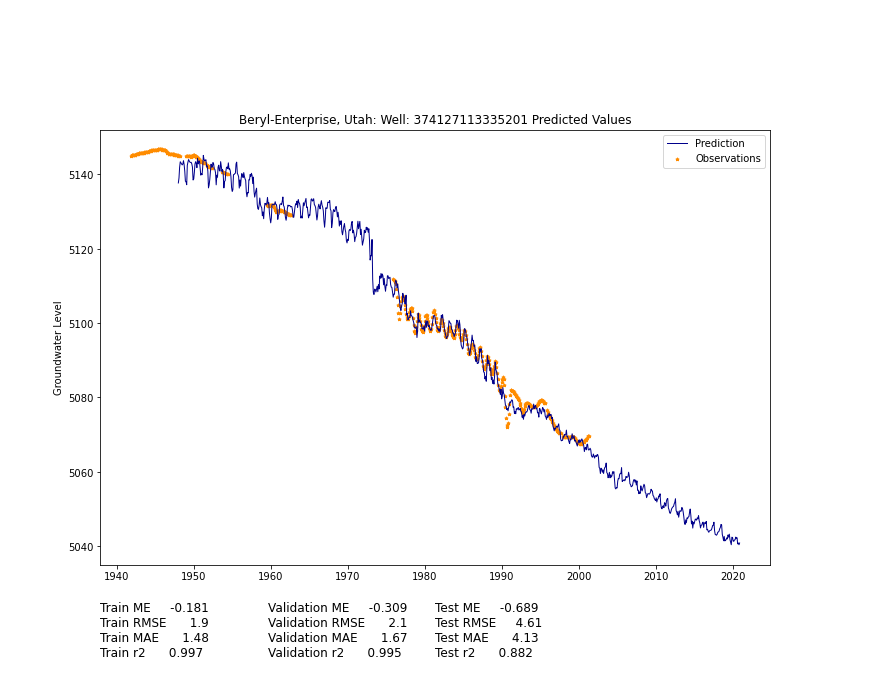 Beryl-Enterprise, Utah: Well: 374127113335201 Predicted Values
Prediction
Observations
Groundwater Level
5140
5120
5100
5080
5060
5040
1940 1950 1960 1970 1980 1990 2000 2010 2020
Train ME -0.181 Validation ME -0.309 Test ME -0.689
Train RMSE 1.9 Validation RMSE 2.1 Test RMSE 4.61
Train MAE 1.48 Validation MAE 1.67 Test MAE 4.13
Train r2 0.997 Validation r2 0.995 Test r2 0.882